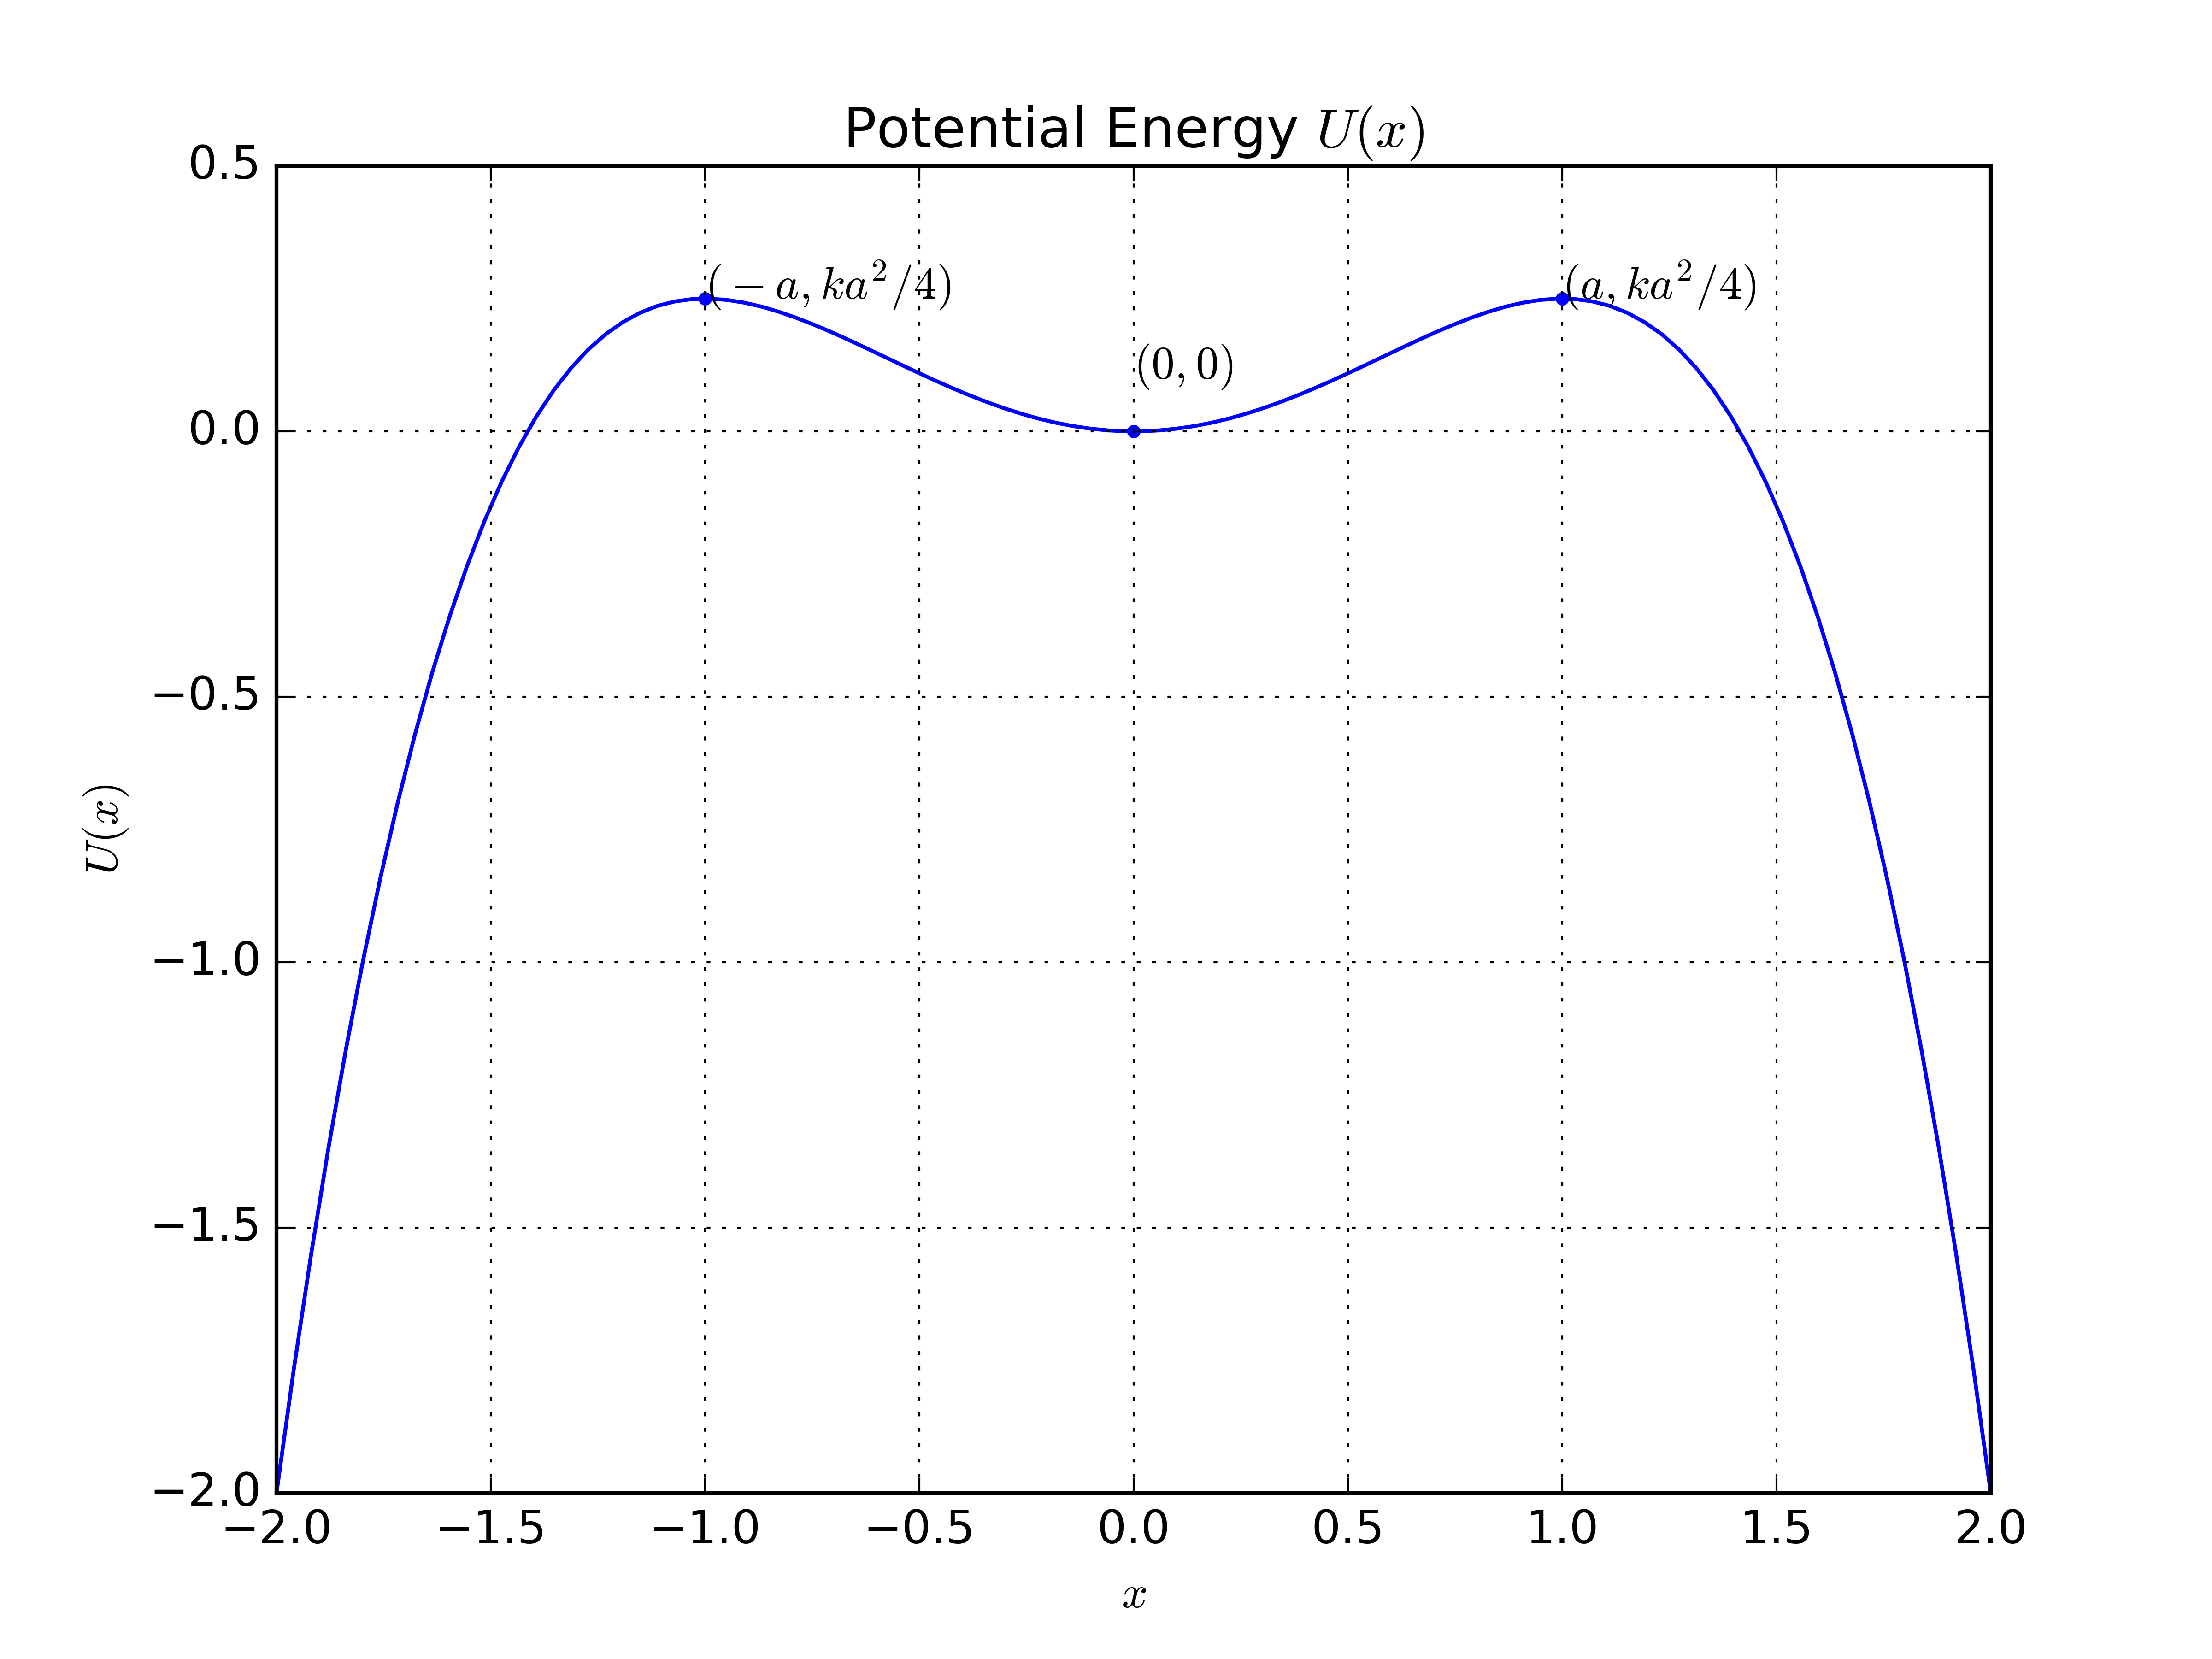 Potential Energy U(x)
0.5
(−a, ka²/4)
(a, ka²/4)
(0, 0)
0.0
−0.5
U(x)
−1.0
−1.5
−2.0
−2.0 −1.5 −1.0 −0.5 0.0 0.5 1.0 1.5 2.0
x